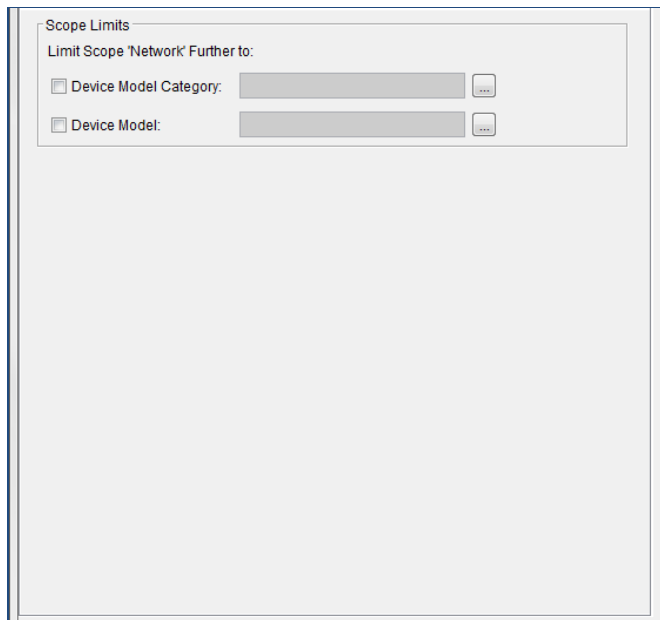 Scope Limits
Limit Scope 'Network' Further to:
Device Model Category:
...
Device Model:
...